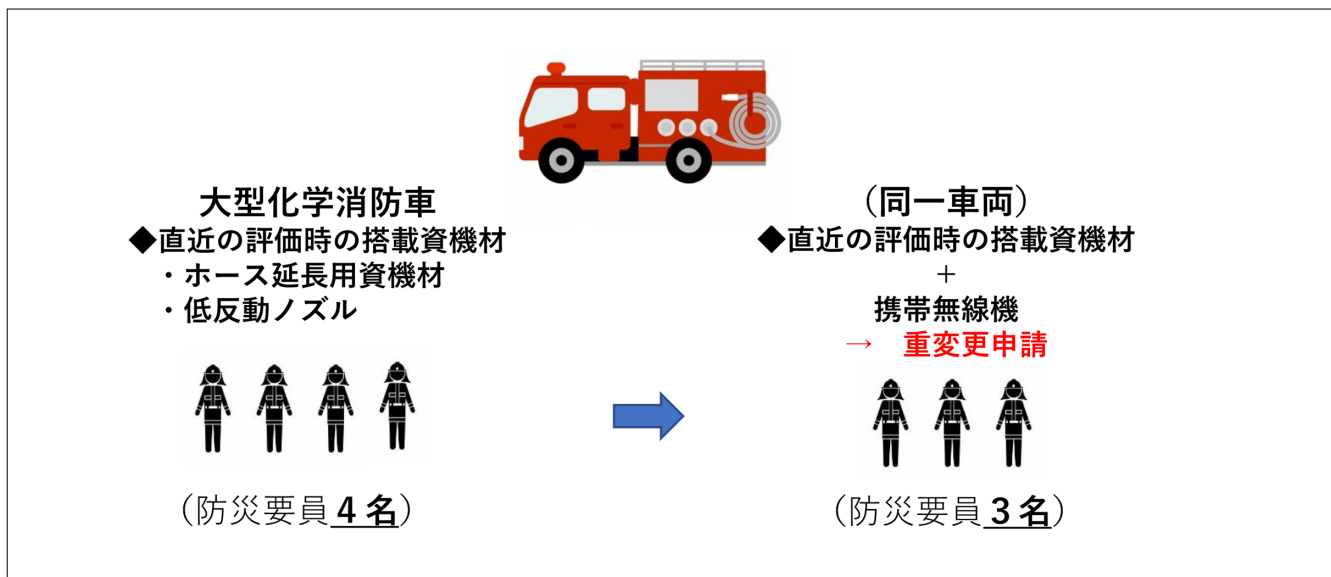 大型化学消防車
◆直近の評価時の搭載資機材
・ホース延長用資機材
・低反動ノズル
(防災要員４名)
(同一車両)
◆直近の評価時の搭載資機材
＋
携帯無線機
→　重変更申請
(防災要員３名)